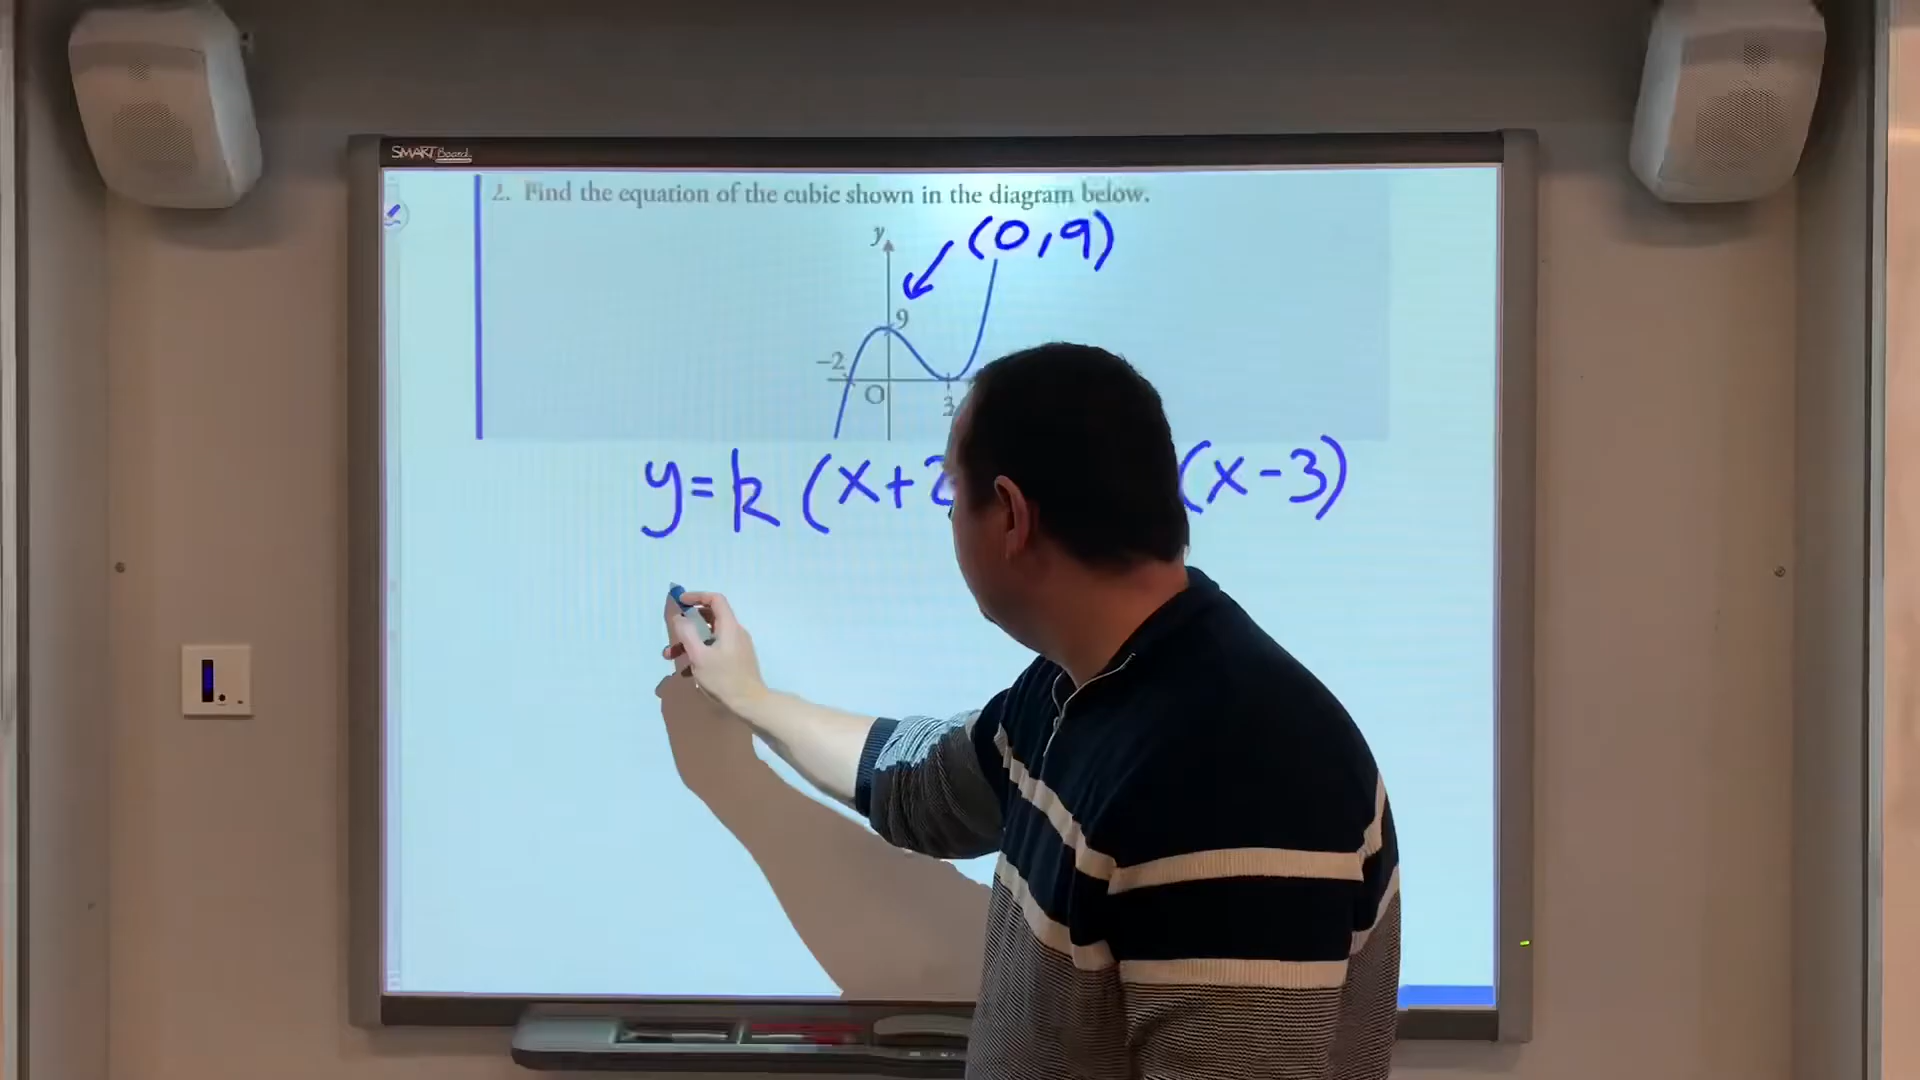 SMART Board
2. Find the equation of the cubic shown in the diagram below.
y
(0,9)
9
-2
O
3
y=k(x+2 (x-3)